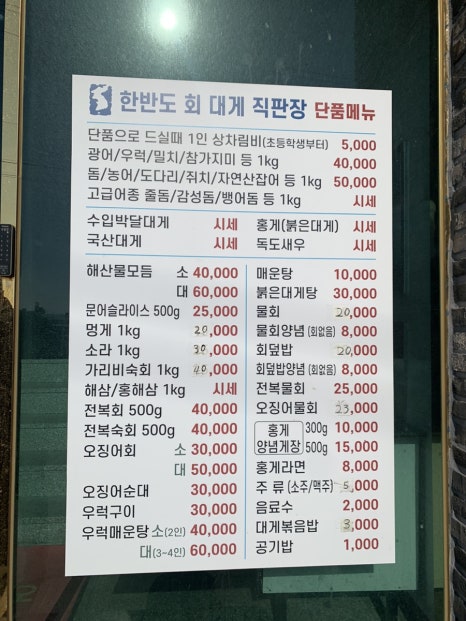 한반도 회 대게 직판장 단품메뉴
단품으로 드실때 1인 상차림비(초등학생부터) 5,000
광어/우럭/밀치/참가지미 등 1kg 40,000
돔/농어/도다리/쥐치/자연산잡어 등 1kg 50,000
고급어종 줄돔/감성돔/뱅어돔 등 1kg 시세
수입박달대게 시세
국산대게 시세
홍게(붉은대게) 시세
독도새우 시세
해산물모듬 소 40,000
대 60,000
문어슬라이스 500g 25,000
멍게 1kg 20,000
소라 1kg 30,000
가리비숙회 1kg 40,000
해삼/홍해삼 1kg 시세
전복회 500g 40,000
전복숙회 500g 40,000
오징어회 소 30,000
대 50,000
오징어순대 30,000
우럭구이 30,000
우럭매운탕 소(2인) 40,000
대(3~4인) 60,000
매운탕 10,000
붉은대게탕 30,000
물회 20,000
물회양념 (회없음) 8,000
회덮밥 20,000
회덮밥양념 (회없음) 8,000
전복물회 25,000
오징어물회 23,000
홍게 300g 10,000
양념게장 500g 15,000
홍게라면 8,000
주 류 (소주/맥주) 5,000
음료수 2,000
대게볶음밥 3,000
공기밥 1,000